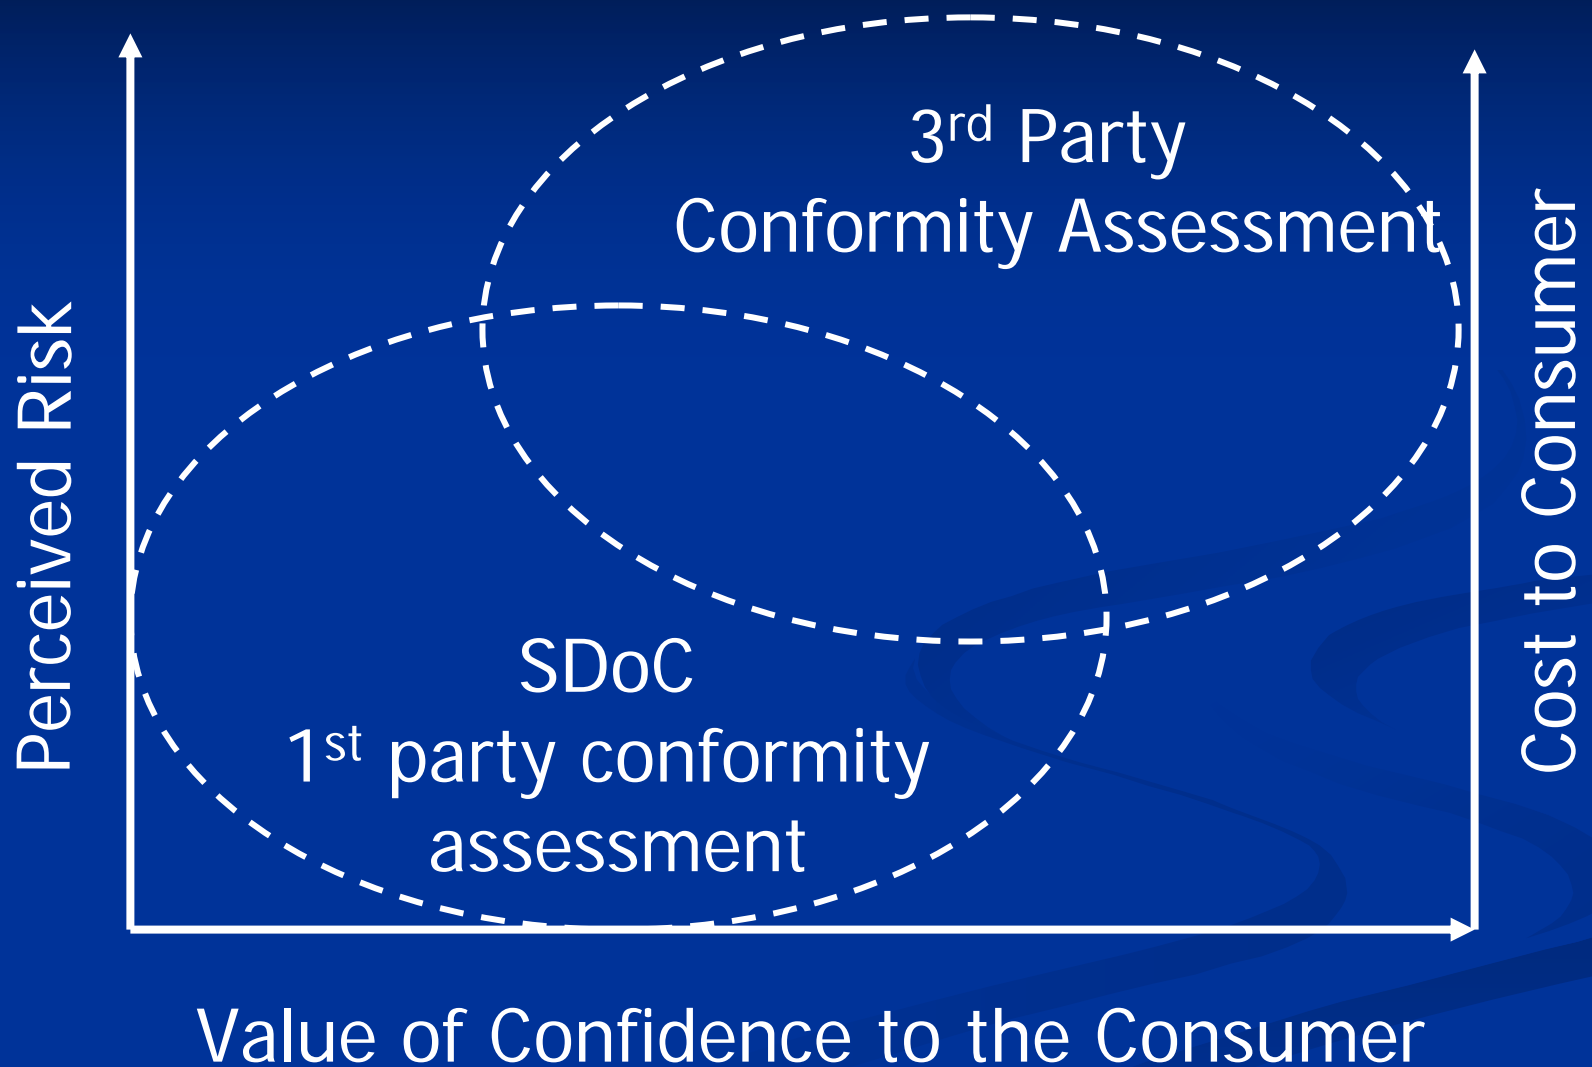 3rd Party
Conformity Assessment
Perceived Risk
Cost to Consumer
SDoC
1st party conformity
assessment
Value of Confidence to the Consumer